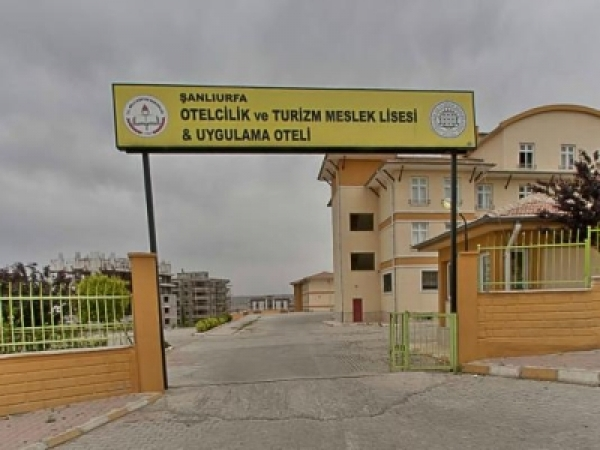 ŞANLIURFA
OTELCİLİK ve TURİZM MESLEK LİSESİ
& UYGULAMA OTELİ